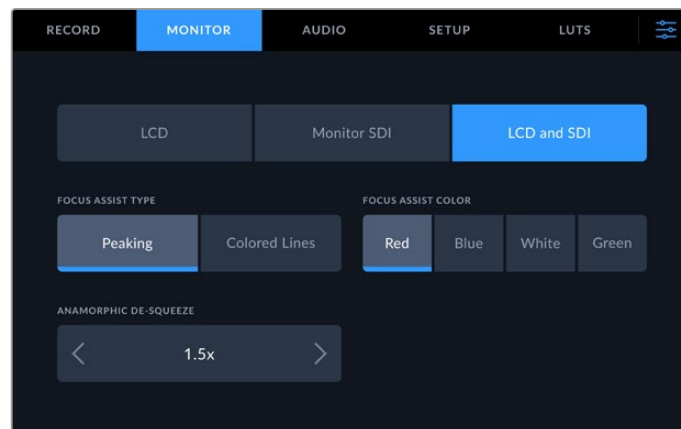 RECORD MONITOR AUDIO SETUP LUTS
LCD Monitor SDI LCD and SDI
FOCUS ASSIST TYPE FOCUS ASSIST COLOR
Peaking Colored Lines Red Blue White Green
ANAMORPHIC DE-SQUEEZE
1.5x